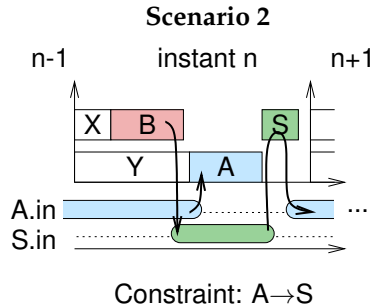 Scenario 2
n-1 instant n n+1
X B S
Y A
A.in ...
S.in
Constraint: A→S